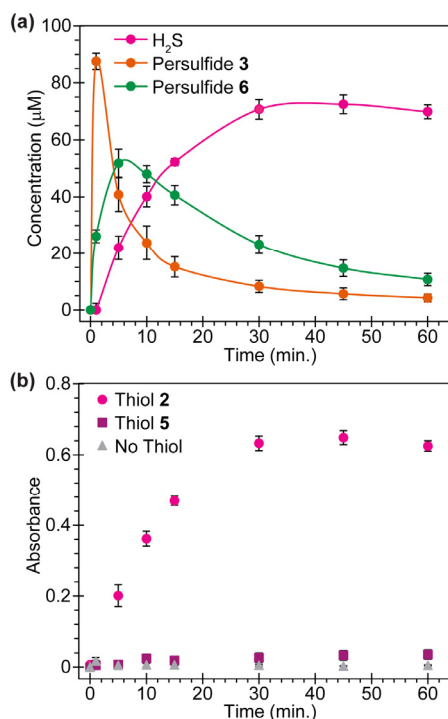 (a)
100
80
60
40
20
0
Concentration (μM)
H₂S
Persulfide 3
Persulfide 6
0 10 20 30 40 50 60
Time (min.)
(b)
0.8
0.6
0.4
0.2
0
Absorbance
Thiol 2
Thiol 5
No Thiol
0 10 20 30 40 50 60
Time (min.)